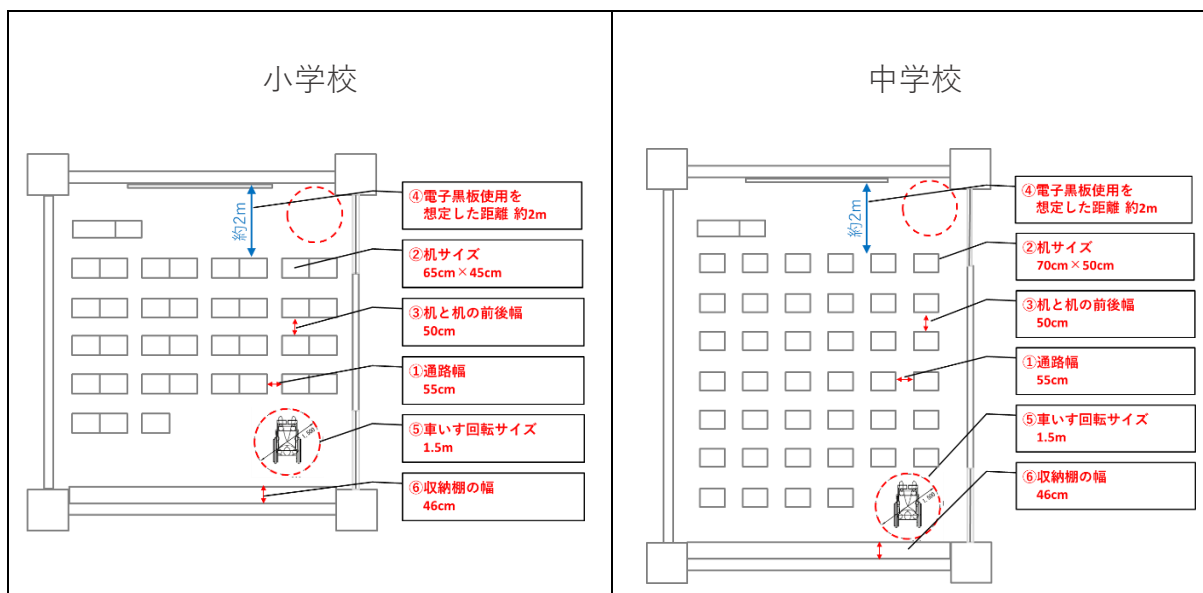 小学校
約2m
④電子黒板使用を
想定した距離 約2m
②机サイズ
65cm×45cm
③机と机の前後幅
50cm
①通路幅
55cm
⑤車いす回転サイズ
1.5m
1,500
⑥収納棚の幅
46cm
中学校
約2m
④電子黒板使用を
想定した距離 約2m
②机サイズ
70cm×50cm
③机と机の前後幅
50cm
①通路幅
55cm
⑤車いす回転サイズ
1.5m
1,500
⑥収納棚の幅
46cm